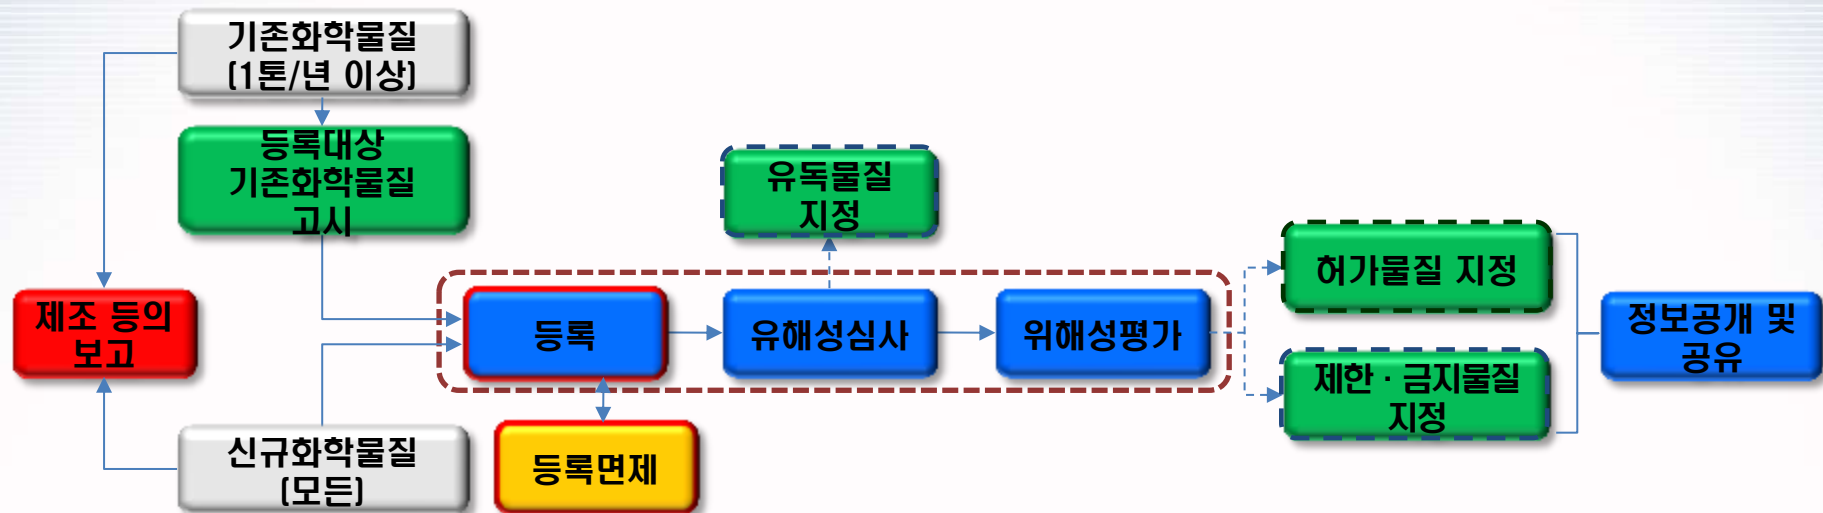 기존화학물질
(1톤/년 이상)
등록대상
기존화학물질
고시
유독물질
지정
허가물질 지정
제조 등의
보고
등록
유해성심사
위해성평가
정보공개 및
공유
제한 · 금지물질
지정
신규화학물질
(모든)
등록면제